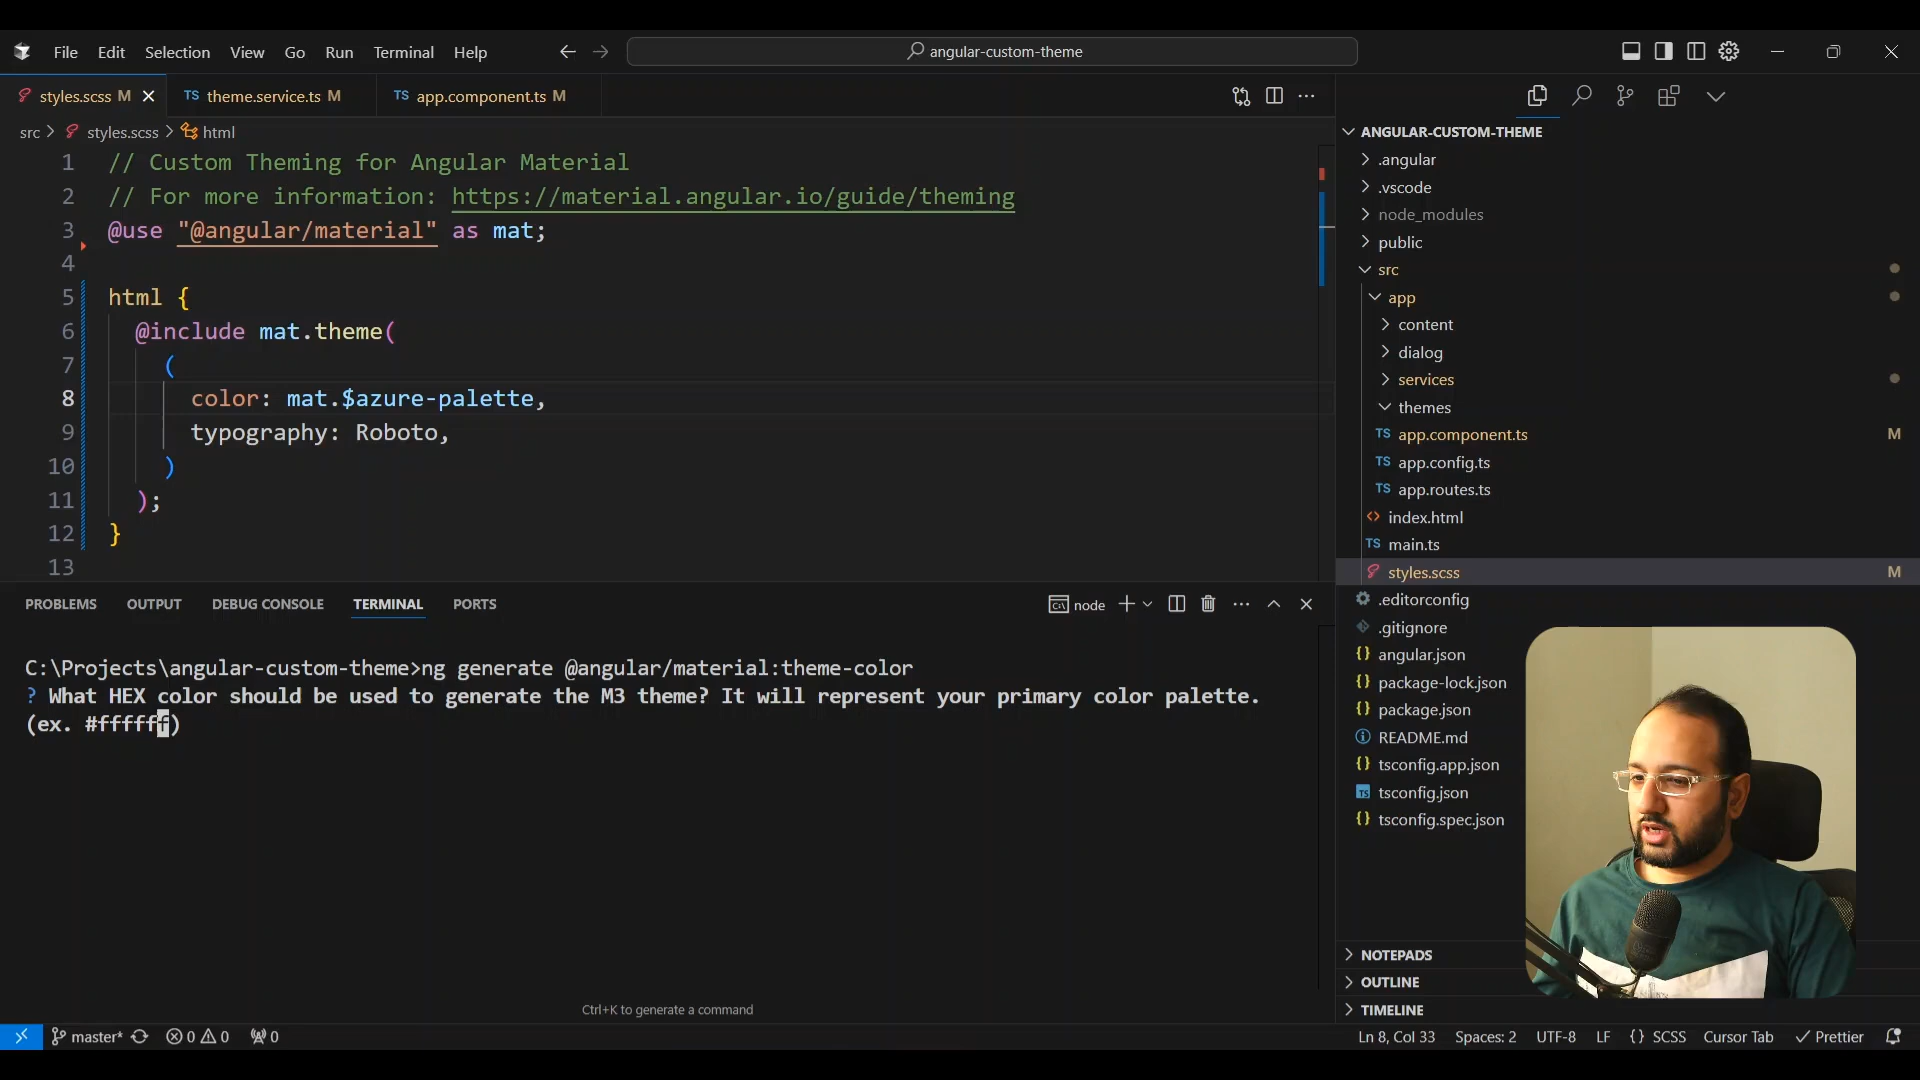 File Edit Selection View Go Run Terminal Help angular-custom-theme
styles.scss M theme.service.ts M app.component.ts M
src > styles.scss > html
1 // Custom Theming for Angular Material
2 // For more information: https://material.angular.io/guide/theming
3 @use "@angular/material" as mat;
4
5 html {
6 @include mat.theme(
7 (
8 color: mat.$azure-palette,
9 typography: Roboto,
10 )
11 );
12 }
13
PROBLEMS OUTPUT DEBUG CONSOLE TERMINAL PORTS node
C:\Projects\angular-custom-theme>ng generate @angular/material:theme-color
? What HEX color should be used to generate the M3 theme? It will represent your primary color palette.
(ex. #ffffff)
Ctrl+K to generate a command
ANGULAR-CUSTOM-THEME
.angular
.vscode
node_modules
public
src
app
content
dialog
services
themes
TS app.component.ts M
TS app.config.ts
TS app.routes.ts
index.html
TS main.ts
styles.scss M
.editorconfig
.gitignore
{} angular.json
{} package-lock.json
{} package.json
README.md
{} tsconfig.app.json
TS tsconfig.json
{} tsconfig.spec.json
NOTEPADS
OUTLINE
TIMELINE
master* 0 0 0 Ln 8, Col 33 Spaces: 2 UTF-8 LF {} SCSS Cursor Tab Prettier